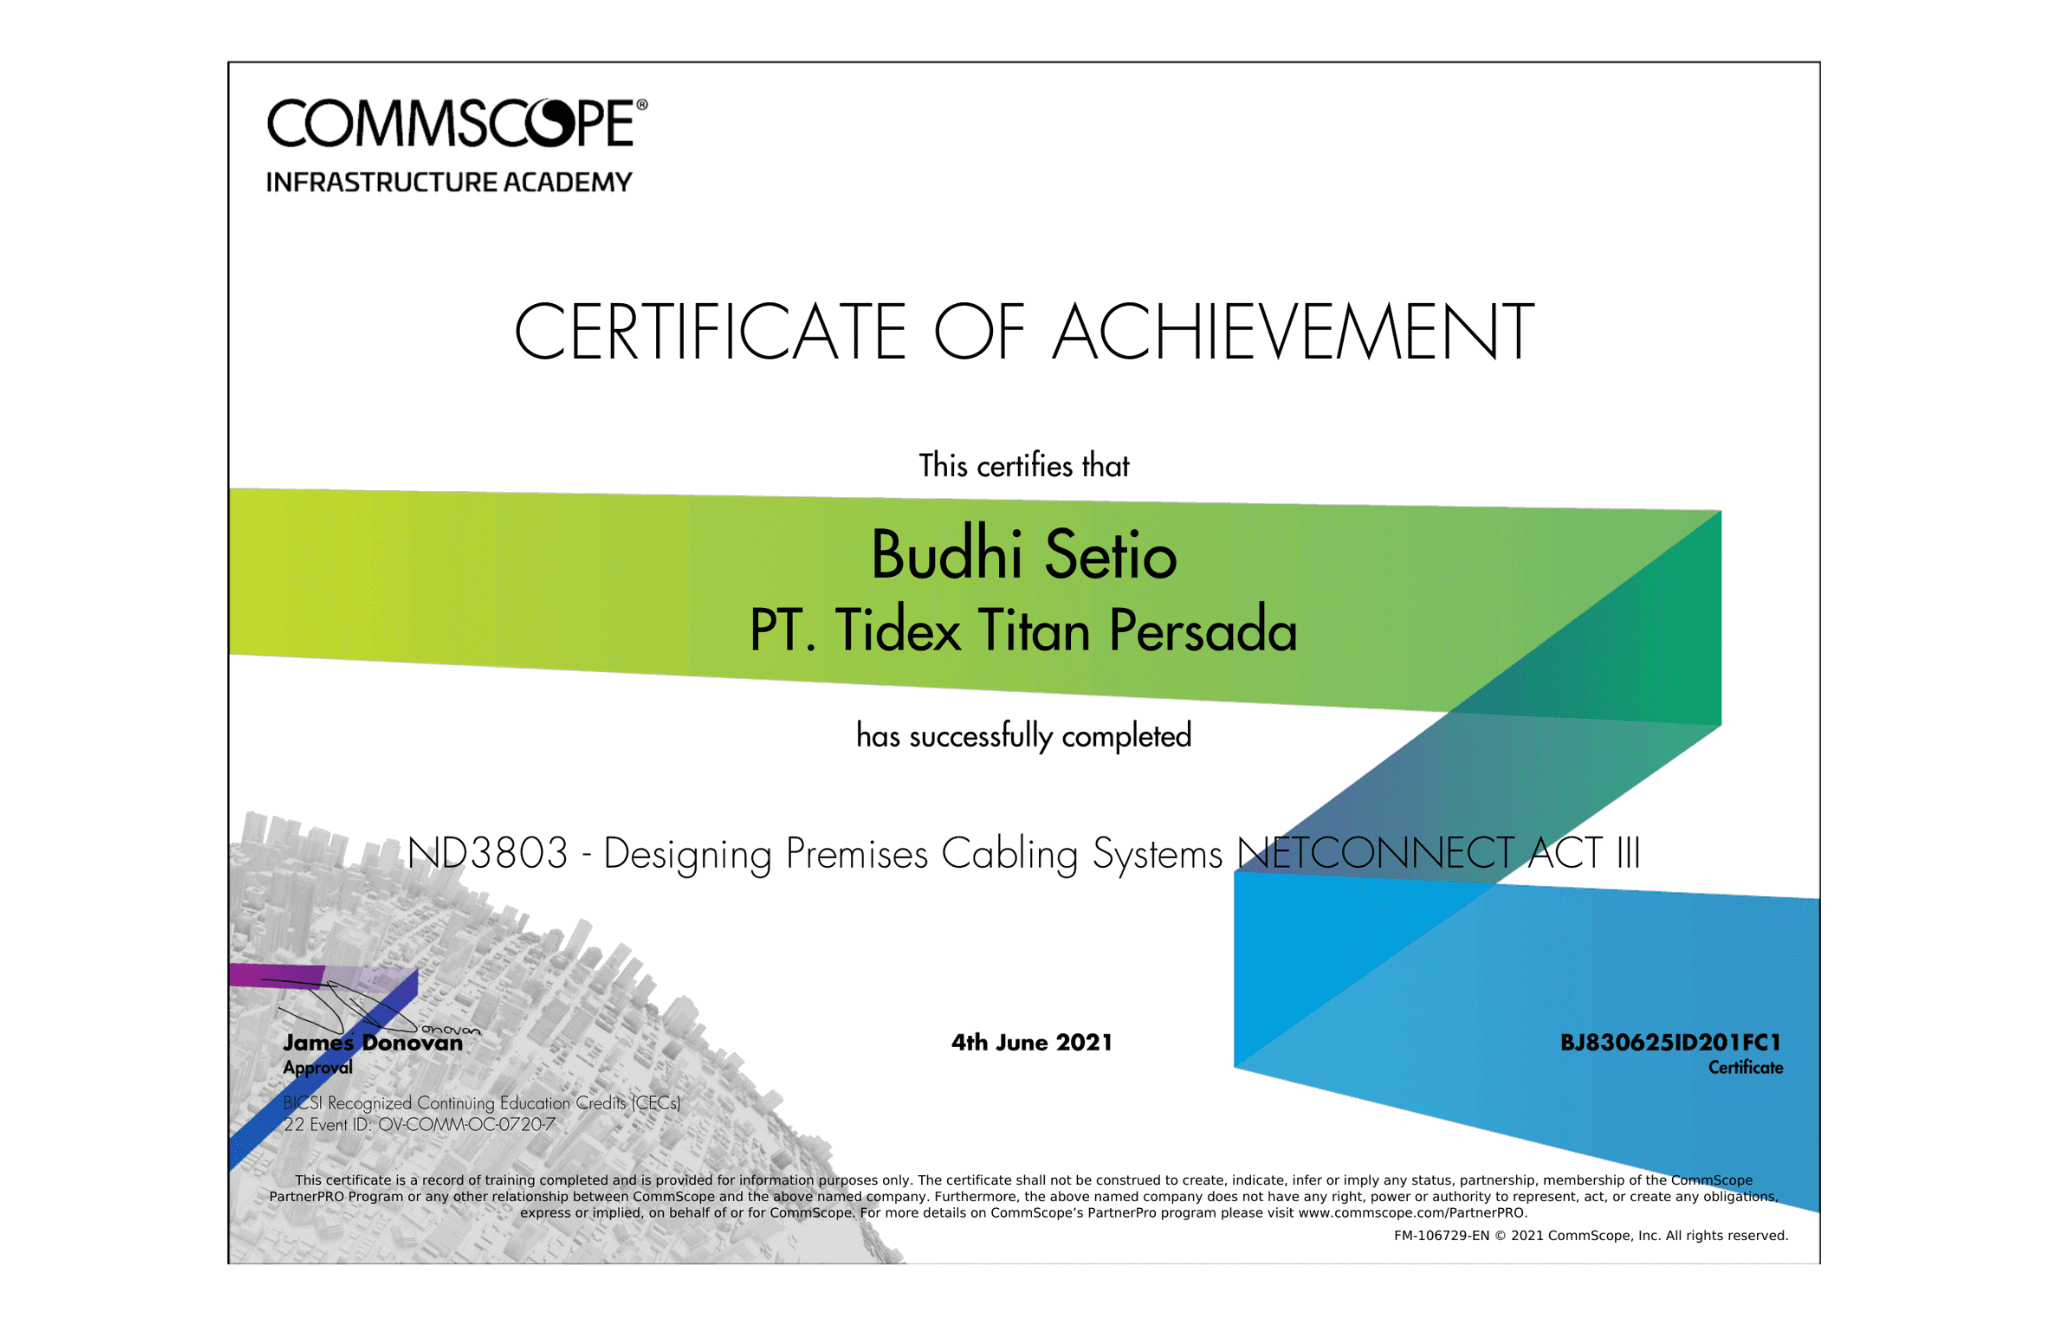 COMMSCOPE®
INFRASTRUCTURE ACADEMY
CERTIFICATE OF ACHIEVEMENT
This certifies that
Budhi Setio
PT. Tidex Titan Persada
has successfully completed
ND3803 - Designing Premises Cabling Systems NETCONNECT ACT III
Donovan
James Donovan
Approval
4th June 2021
BJ830625ID201FC1
Certificate
BICSI Recognized Continuing Education Credits (CECs)
22 Event ID: OV-COMM-OC-0720-7
This certificate is a record of training completed and is provided for information purposes only. The certificate shall not be construed to create, indicate, infer or imply any status, partnership, membership of the CommScope
PartnerPRO Program or any other relationship between CommScope and the above named company. Furthermore, the above named company does not have any right, power or authority to represent, act, or create any obligations,
express or implied, on behalf of or for CommScope. For more details on CommScope's PartnerPro program please visit www.commscope.com/PartnerPRO.
FM-106729-EN © 2021 CommScope, Inc. All rights reserved.